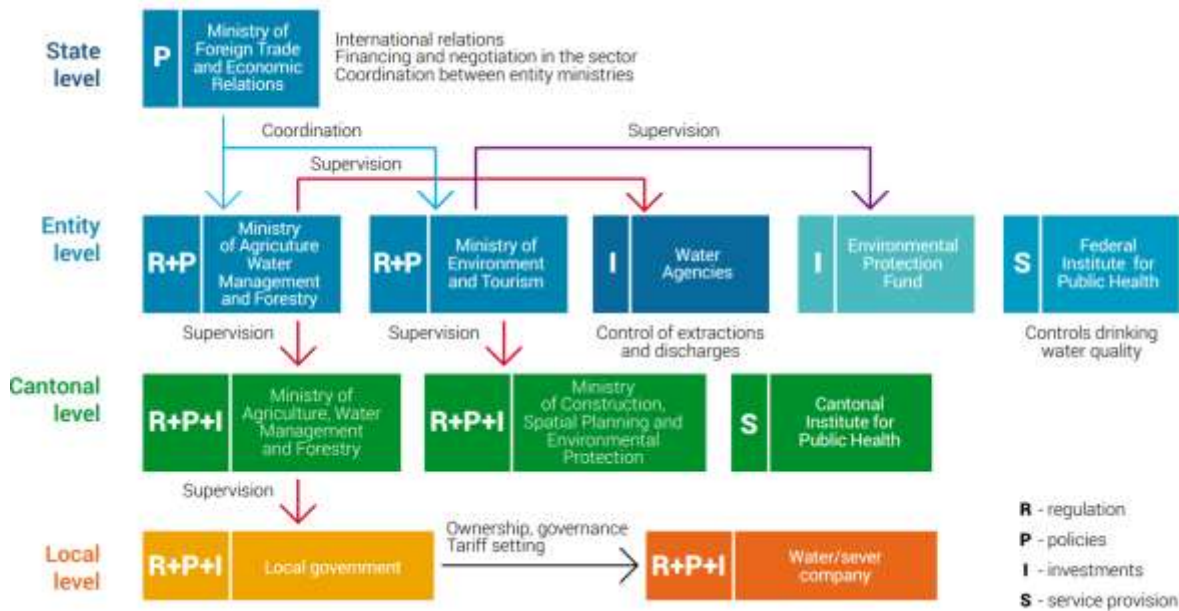 State
level
P
Ministry of
Foreign Trade
and Economic
Relations
International relations
Financing and negotiation in the sector
Coordination between entity ministries
Coordination
Supervision
Supervision
Entity
level
R+P
Ministry
of Agricuture
Water
Management
and Forestry
R+P
Ministry of
Environment
and Tourism
I
Water
Agencies
I
Environmental
Protection
Fund
S
Federal
Institute for
Public Health
Supervision
Supervision
Control of extractions
and discharges
Controls drinking
water quality
Cantonal
level
R+P+I
Ministry of
Agriculture, Water
Management
and Forestry
R+P+I
Ministry
of Construction,
Spatial Planning and
Environmental
Protection
S
Cantonal
Institute for
Public Health
Supervision
Local
level
R+P+I
Local government
Ownership, governance
Tariff setting
R+P+I
Water/sever
company
R - regulation
P - policies
I - investments
S - service provision